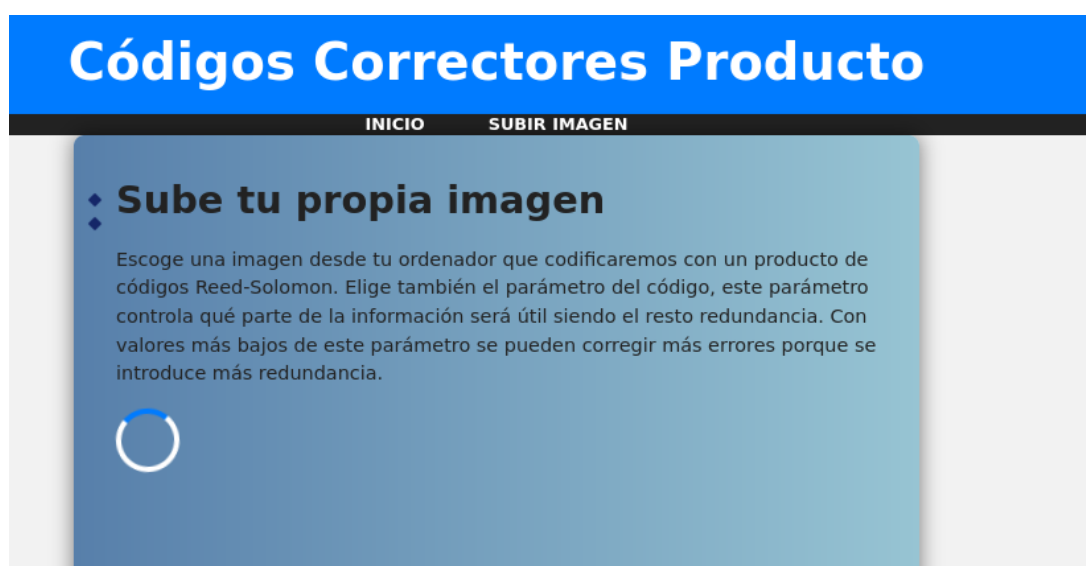 Códigos Correctores Producto
INICIO SUBIR IMAGEN
Sube tu propia imagen
Escoge una imagen desde tu ordenador que codificaremos con un producto de
códigos Reed-Solomon. Elige también el parámetro del código, este parámetro
controla qué parte de la información será útil siendo el resto redundancia. Con
valores más bajos de este parámetro se pueden corregir más errores porque se
introduce más redundancia.